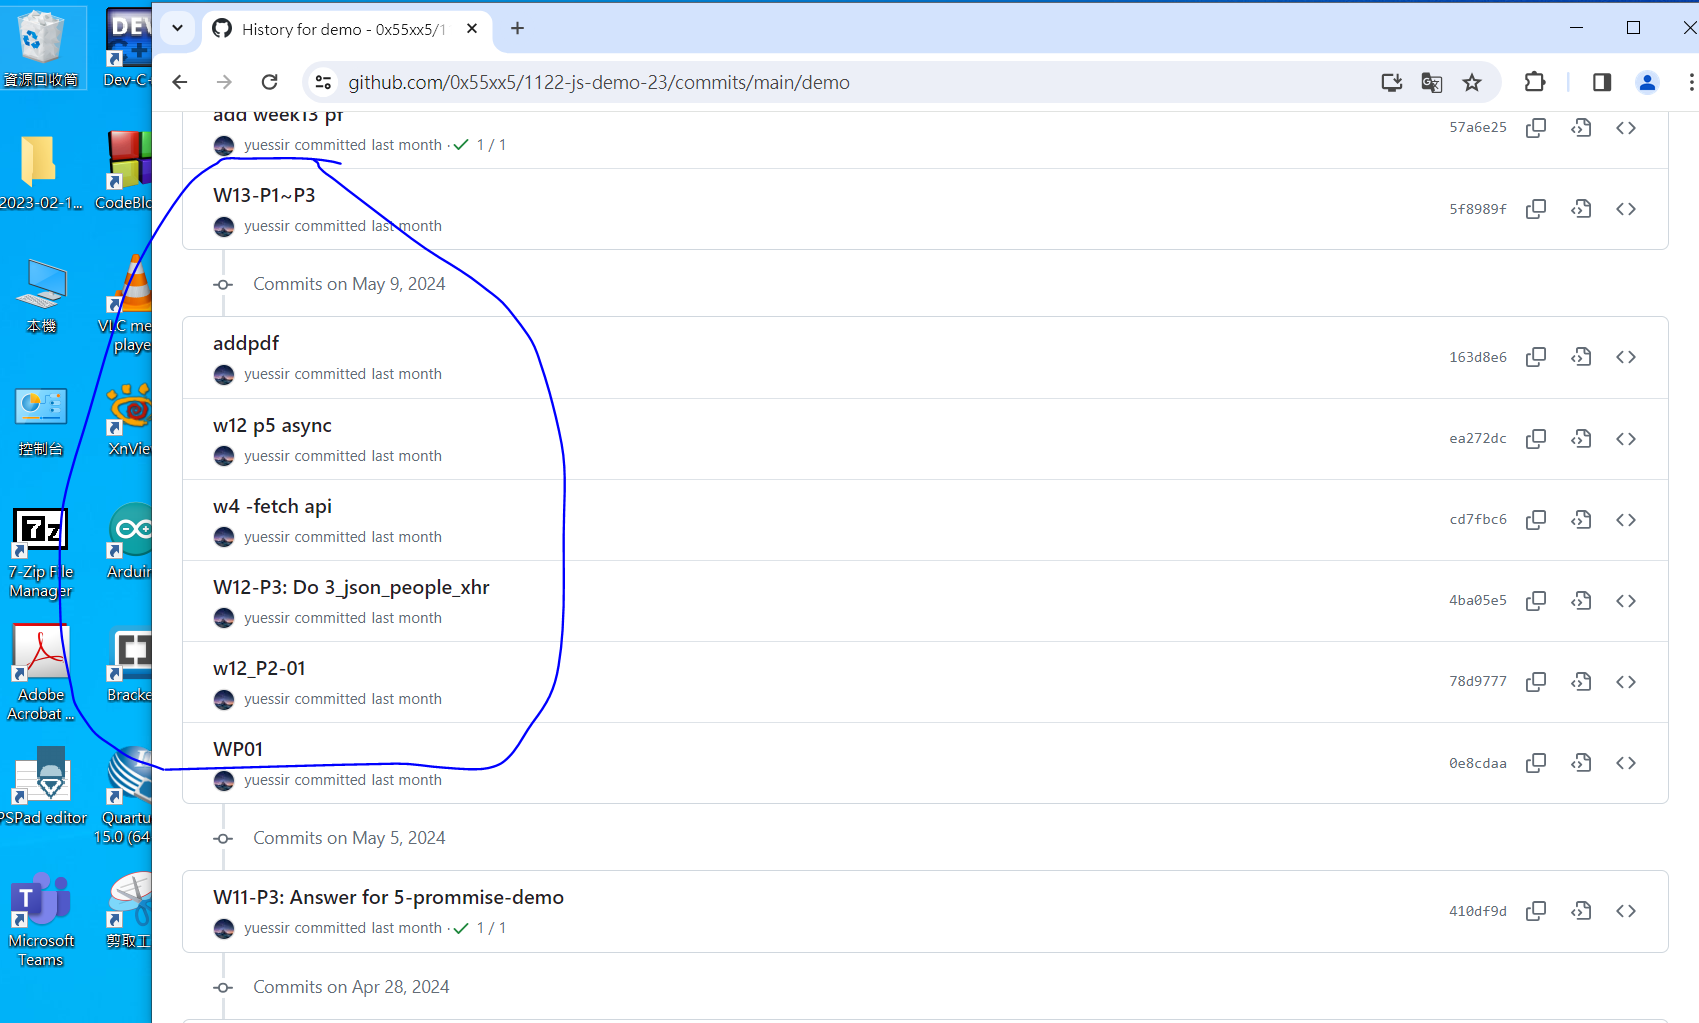 資源回收筒
DEV
Dev-C-
2023-02-1...
CodeBlo
本機
VLC me
playe
控制台
XnVie
7z
7-Zip File
Manager
Arduin
Adobe
Acrobat ...
Bracke
PSPad editor
Quartu
15.0 (64
T
Microsoft
Teams
剪取工
History for demo - 0x55xx5/1
github.com/0x55xx5/1122-js-demo-23/commits/main/demo
add week13 pf
yuessir committed last month · 1 / 1
57a6e25
W13-P1~P3
yuessir committed last month
5f8989f
Commits on May 9, 2024
addpdf
yuessir committed last month
163d8e6
w12 p5 async
yuessir committed last month
ea272dc
w4 -fetch api
yuessir committed last month
cd7fbc6
W12-P3: Do 3_json_people_xhr
yuessir committed last month
4ba05e5
w12_P2-01
yuessir committed last month
78d9777
WP01
yuessir committed last month
0e8cdaa
Commits on May 5, 2024
W11-P3: Answer for 5-prommise-demo
yuessir committed last month · 1 / 1
410df9d
Commits on Apr 28, 2024